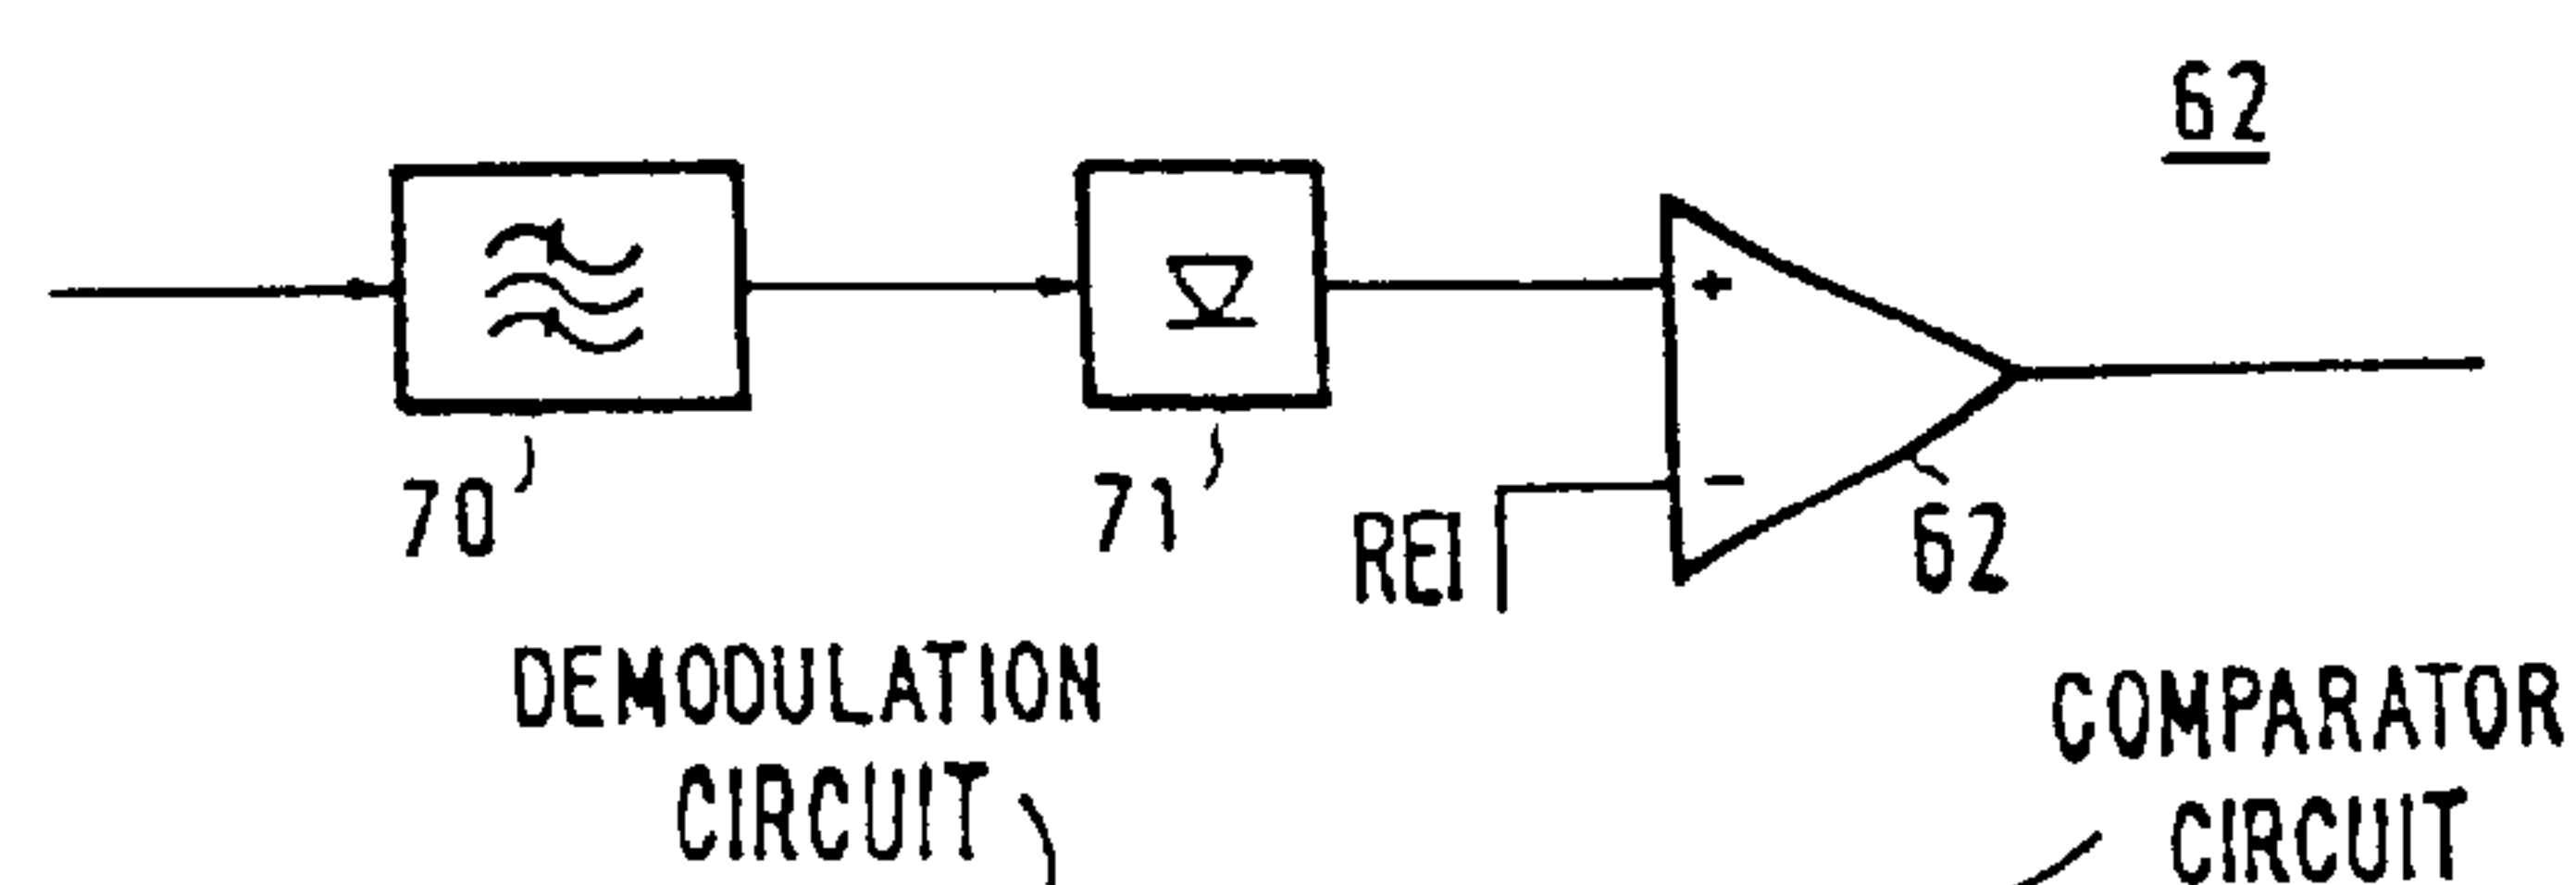 62
+
-
70
71
REI
62
DEMODULATION
CIRCUIT
COMPARATOR
CIRCUIT